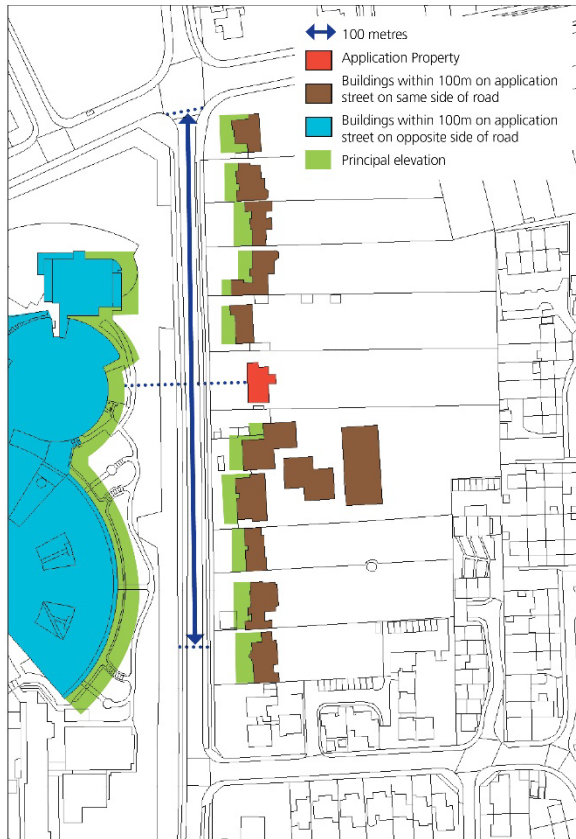 100 metres
Application Property
Buildings within 100m on application
street on same side of road
Buildings within 100m on application
street on opposite side of road
Principal elevation